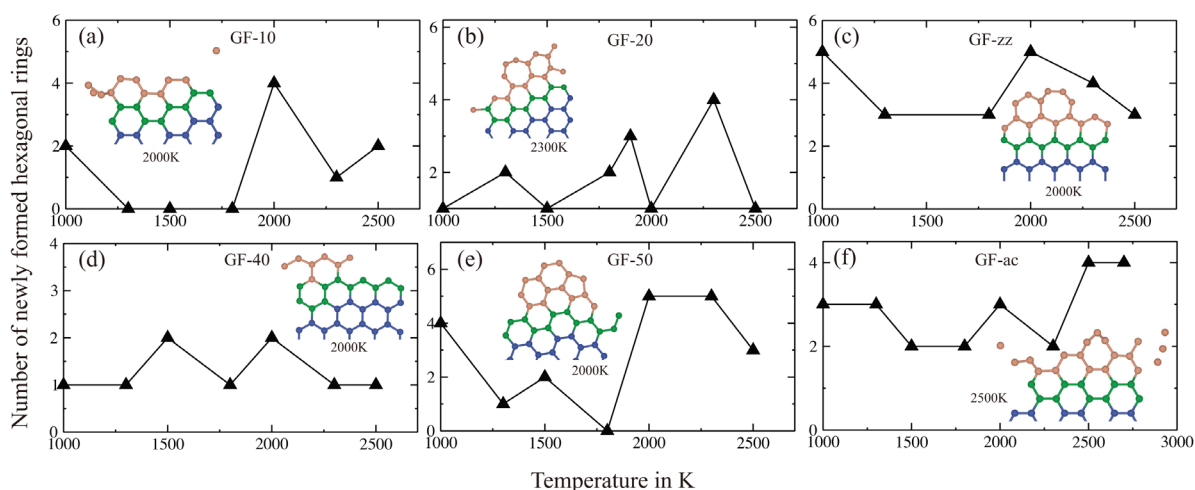 Number of newly formed hexagonal rings
(a) GF-10
6
4
2
0
2000K
1000 1500 2000 2500
(b) GF-20
6
4
2
2300K
1000 1500 2000 2500
(c) GF-zz
6
4
2
0
2000K
1000 1500 2000 2500
(d) GF-40
4
3
2
1
0
2000K
1000 1500 2000 2500
(e) GF-50
6
4
2
0
2000K
1000 1500 2000 2500
(f) GF-ac
4
2
0
2500K
1000 1500 2000 2500 3000
Temperature in K